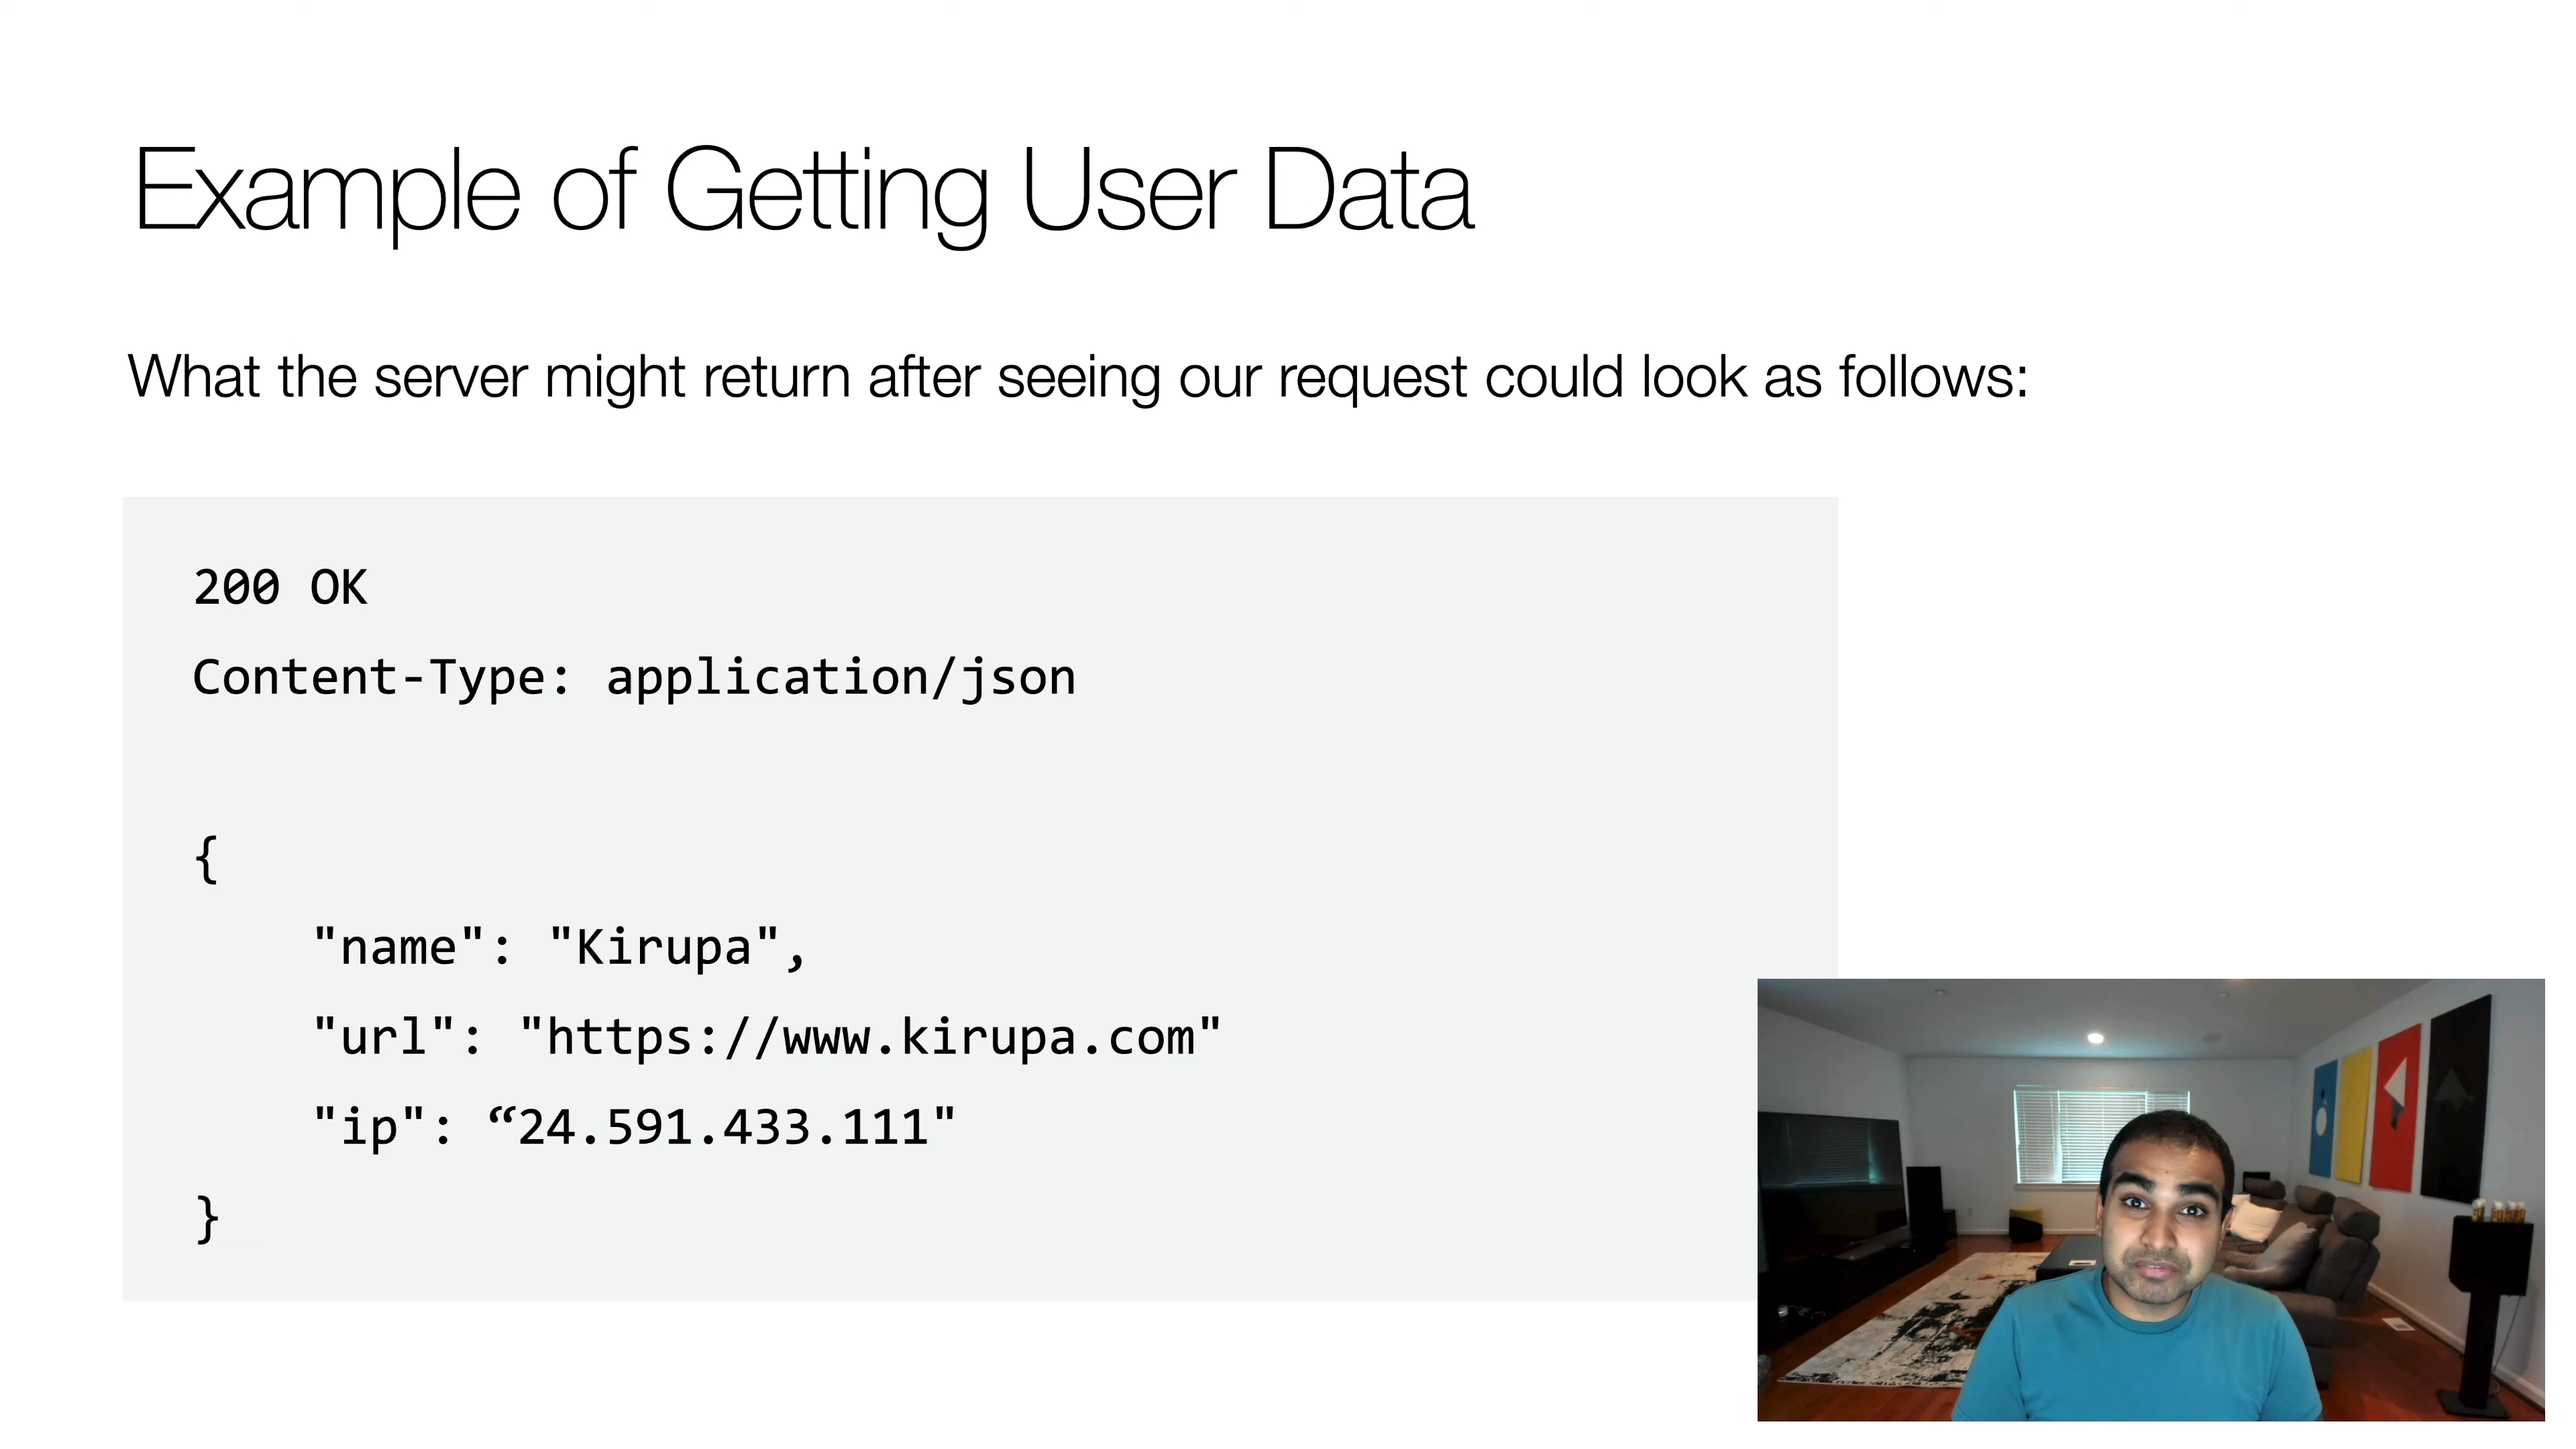 Example of Getting User Data
What the server might return after seeing our request could look as follows:
200 OK
Content-Type: application/json
{
"name": "Kirupa",
"url": "https://www.kirupa.com"
"ip": “24.591.433.111"
}